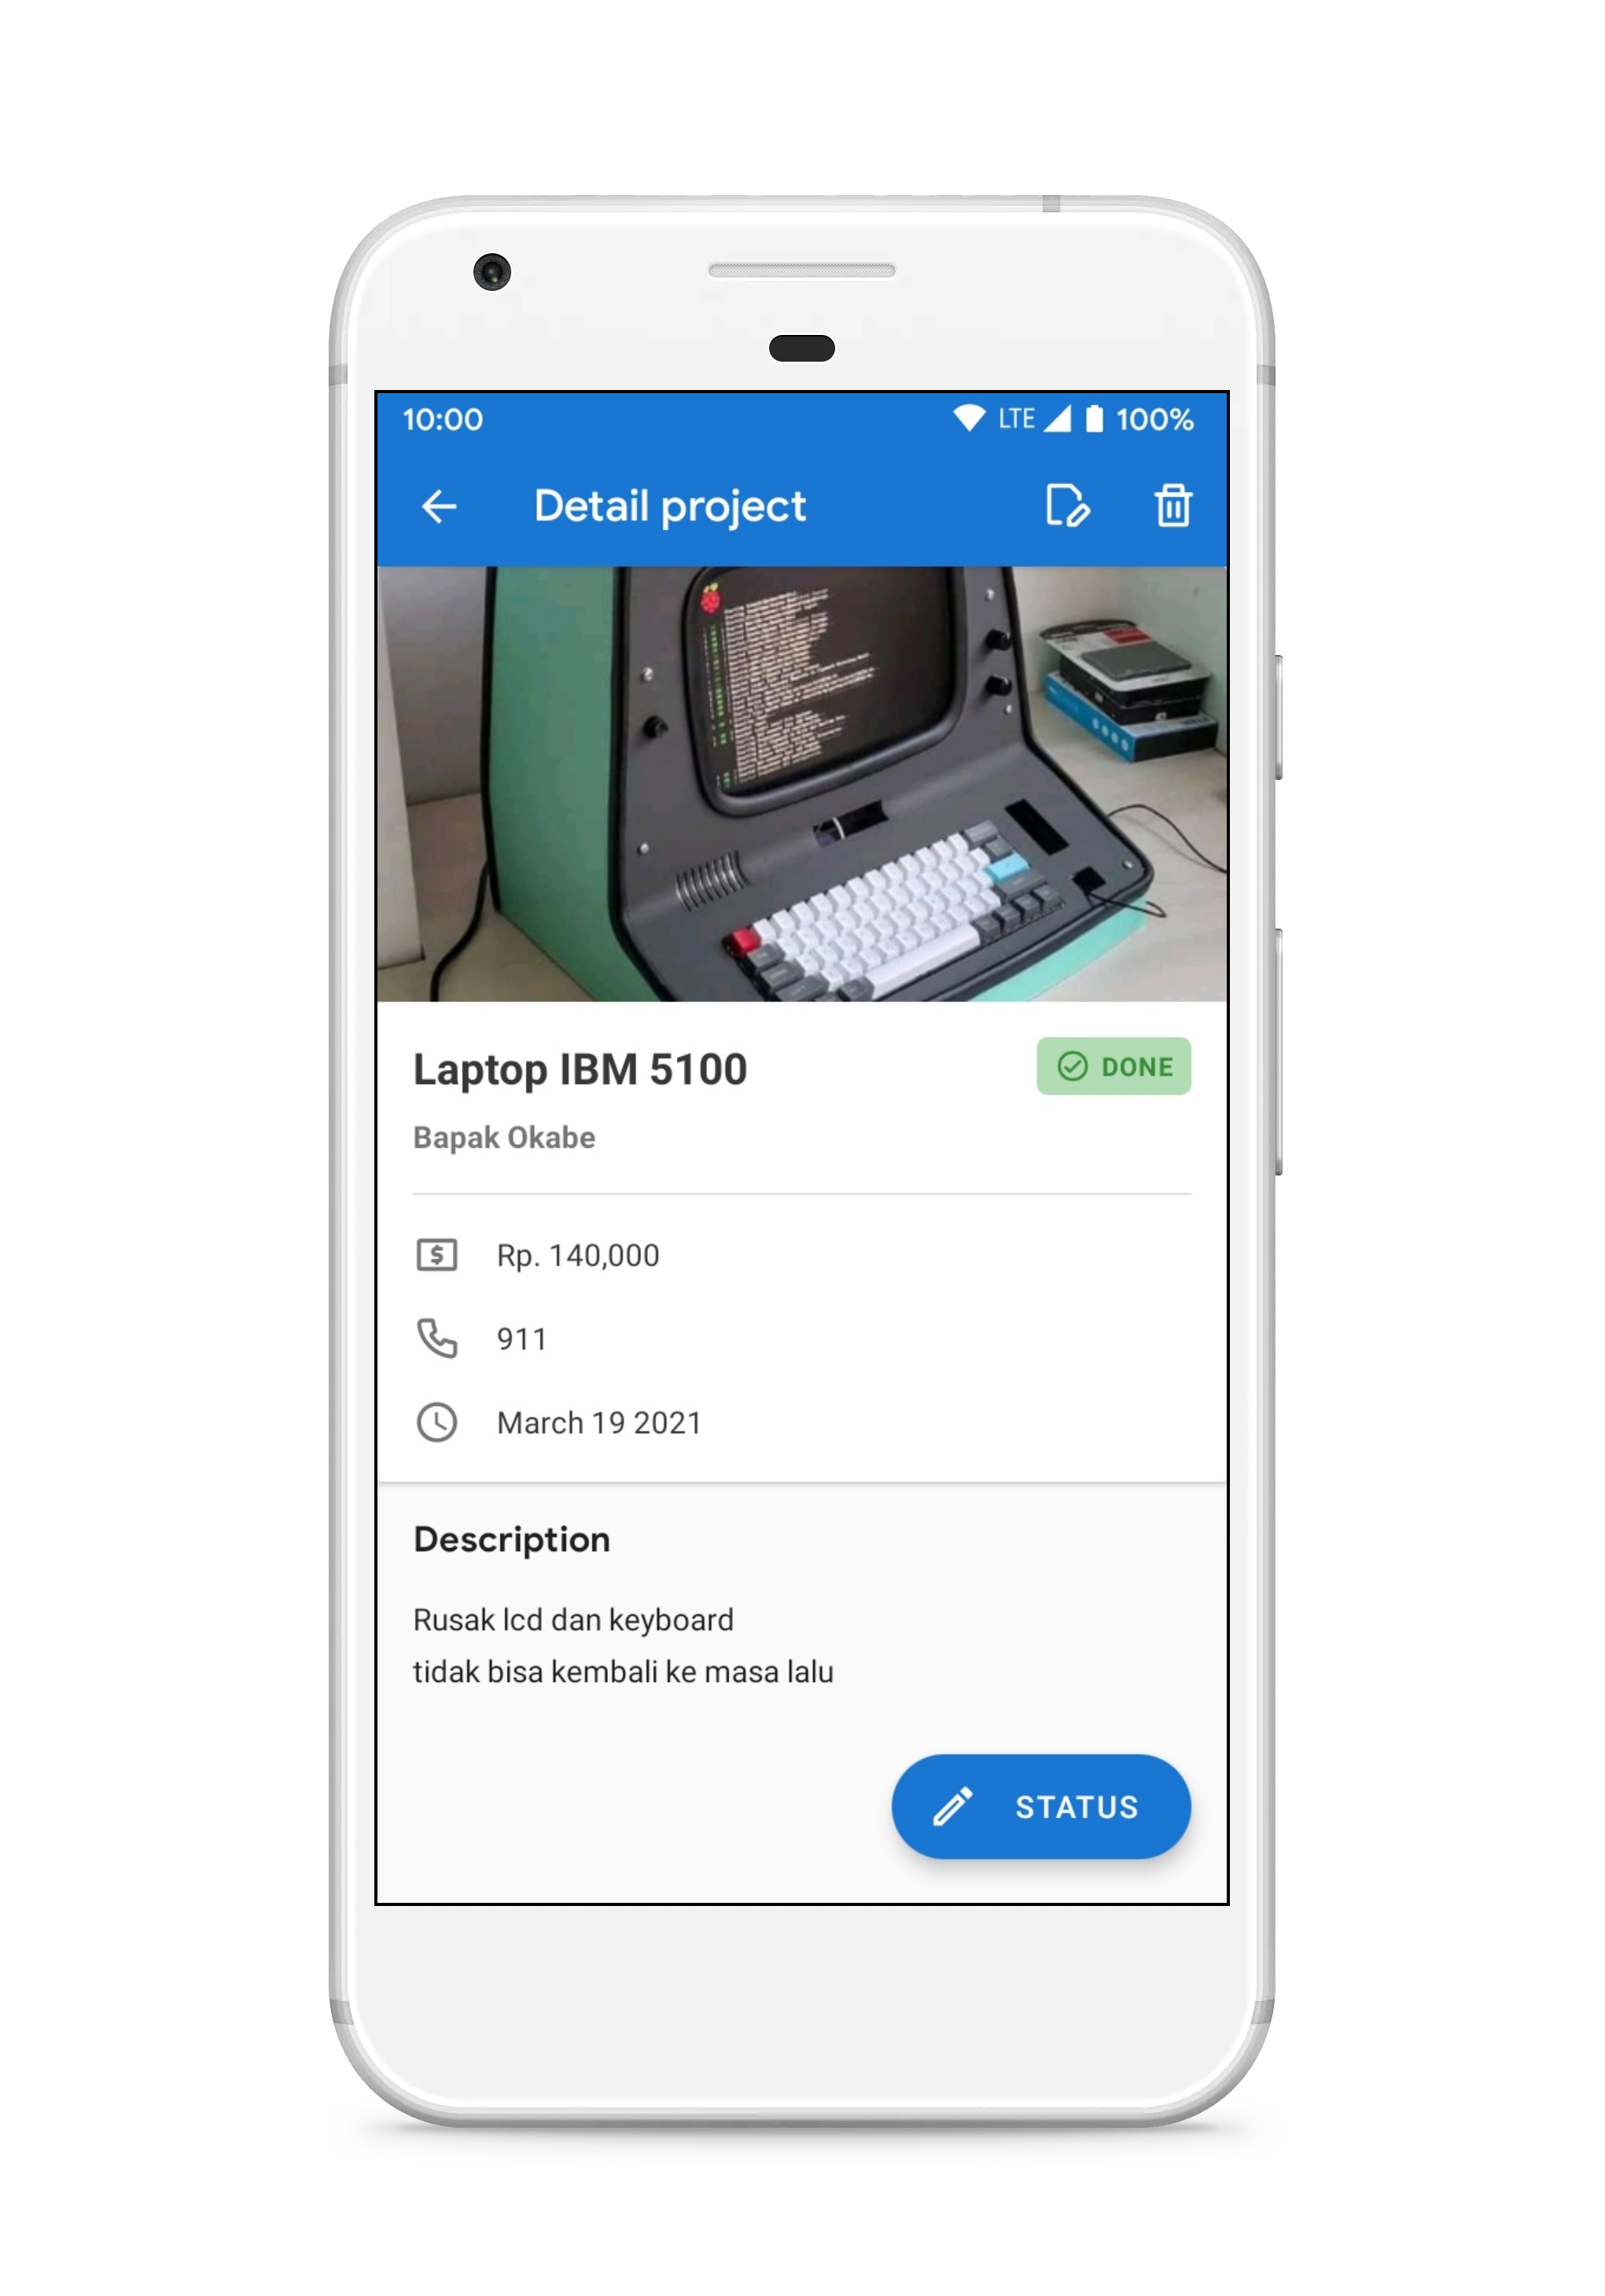 10:00 LTE 100%
Detail project
Laptop IBM 5100
DONE
Bapak Okabe
Rp. 140,000
911
March 19 2021
Description
Rusak lcd dan keyboard
tidak bisa kembali ke masa lalu
STATUS